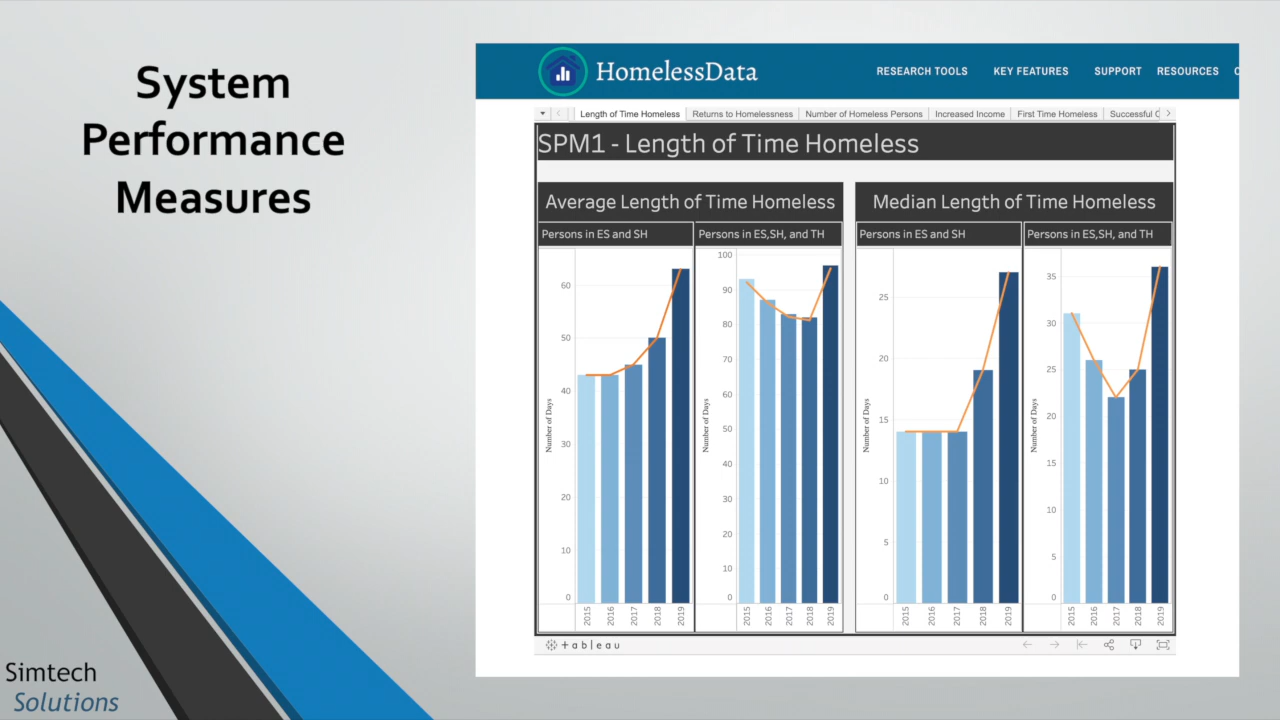 System
Performance
Measures
HomelessData
RESEARCH TOOLS KEY FEATURES SUPPORT RESOURCES
Length of Time Homeless Returns to Homelessness Number of Homeless Persons Increased Income First Time Homeless Successful
SPM1 - Length of Time Homeless
Average Length of Time Homeless
Persons in ES and SH
Persons in ES,SH, and TH
Number of Days
60
50
40
30
20
10
0
2015 2016 2017 2018 2019
Number of Days
100
90
80
70
60
50
40
30
20
10
0
2015 2016 2017 2018 2019
Median Length of Time Homeless
Persons in ES and SH
Persons in ES,SH, and TH
Number of Days
25
20
15
10
5
0
2015 2016 2017 2018 2019
Number of Days
35
30
25
20
15
10
5
0
2015 2016 2017 2018 2019
+ableau
Simtech
Solutions